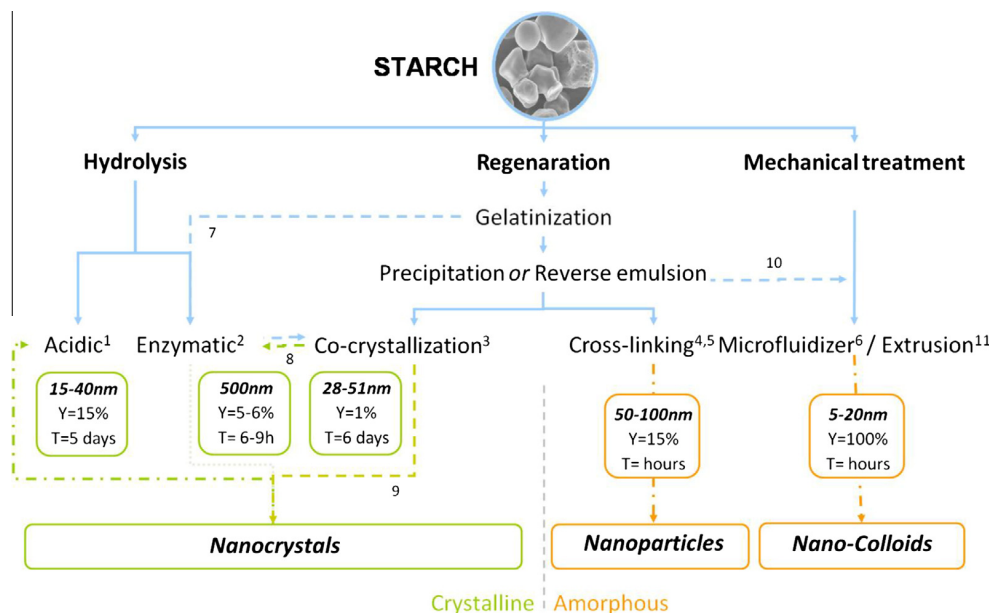 STARCH
Hydrolysis
Regenaration
Mechanical treatment
Gelatinization
7
Precipitation or Reverse emulsion
10
Acidic1
Enzymatic2
8
Co-crystallization3
Cross-linking4,5
Microfluidizer6 / Extrusion11
15-40nm
Y=15%
T=5 days
500nm
Y=5-6%
T= 6-9h
28-51nm
Y=1%
T=6 days
50-100nm
Y=15%
T= hours
5-20nm
Y=100%
T= hours
9
Nanocrystals
Nanoparticles
Nano-Colloids
Crystalline
Amorphous